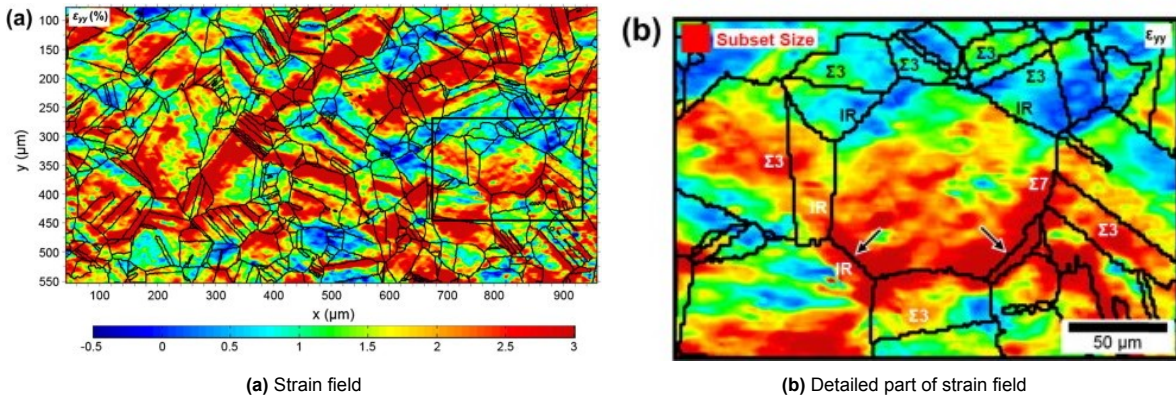 (a)
εyy (%)
100
150
200
250
300
350
400
450
500
550
y (µm)
100 200 300 400 500 600 700 800 900
x (µm)
-0.5 0 0.5 1 1.5 2 2.5 3
(a) Strain field
(b)
Subset Size
εyy
Σ3 Σ3 Σ3
Σ3
IR IR
Σ3
Σ7
IR
Σ3
IR
Σ3
50 µm
(b) Detailed part of strain field